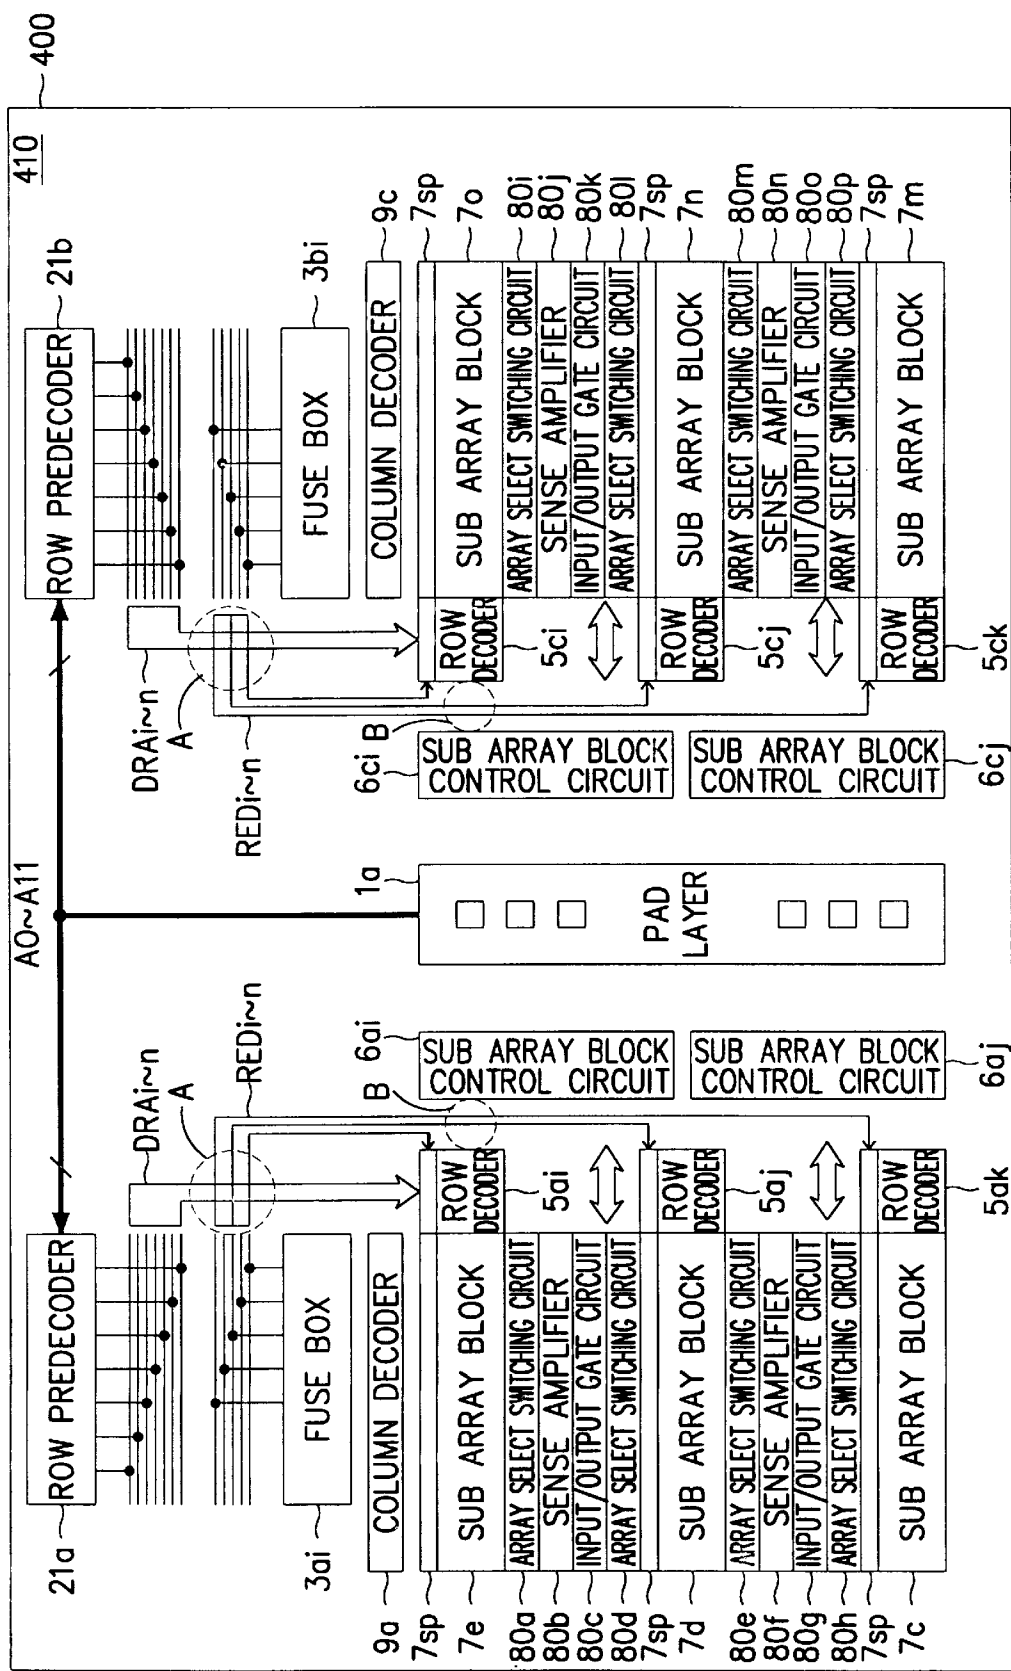 400
410
A0~A11
21a
ROW PREDECODER
ROW PREDECODER
21b
DRAi~n
A
REDi~n
DRAi~n
A
REDi~n
3ai
FUSE BOX
FUSE BOX
3bi
9a
COLUMN DECODER
COLUMN DECODER
9c
6ai
B
1a
6ci
B
7sp
7sp
7e
SUB ARRAY BLOCK
ROW DECODER
SUB ARRAY BLOCK CONTROL CIRCUIT
SUB ARRAY BLOCK CONTROL CIRCUIT
ROW DECODER
SUB ARRAY BLOCK
7o
80a
ARRAY SELECT SWITCHING CIRCUIT
ARRAY SELECT SWITCHING CIRCUIT
80i
80b
SENSE AMPLIFIER
5ai
5ci
SENSE AMPLIFIER
80j
80c
INPUT/OUTPUT GATE CIRCUIT
INPUT/OUTPUT GATE CIRCUIT
80k
80d
ARRAY SELECT SWITCHING CIRCUIT
ARRAY SELECT SWITCHING CIRCUIT
80l
7sp
PAD LAYER
7sp
7d
SUB ARRAY BLOCK
ROW DECODER
ROW DECODER
SUB ARRAY BLOCK
7n
80e
ARRAY SELECT SWITCHING CIRCUIT
SUB ARRAY BLOCK CONTROL CIRCUIT
SUB ARRAY BLOCK CONTROL CIRCUIT
ARRAY SELECT SWITCHING CIRCUIT
80m
80f
SENSE AMPLIFIER
5aj
5cj
SENSE AMPLIFIER
80n
80g
INPUT/OUTPUT GATE CIRCUIT
INPUT/OUTPUT GATE CIRCUIT
80o
80h
ARRAY SELECT SWITCHING CIRCUIT
ARRAY SELECT SWITCHING CIRCUIT
80p
7sp
7sp
7c
SUB ARRAY BLOCK
ROW DECODER
ROW DECODER
SUB ARRAY BLOCK
7m
5ak
6aj
6cj
5ck